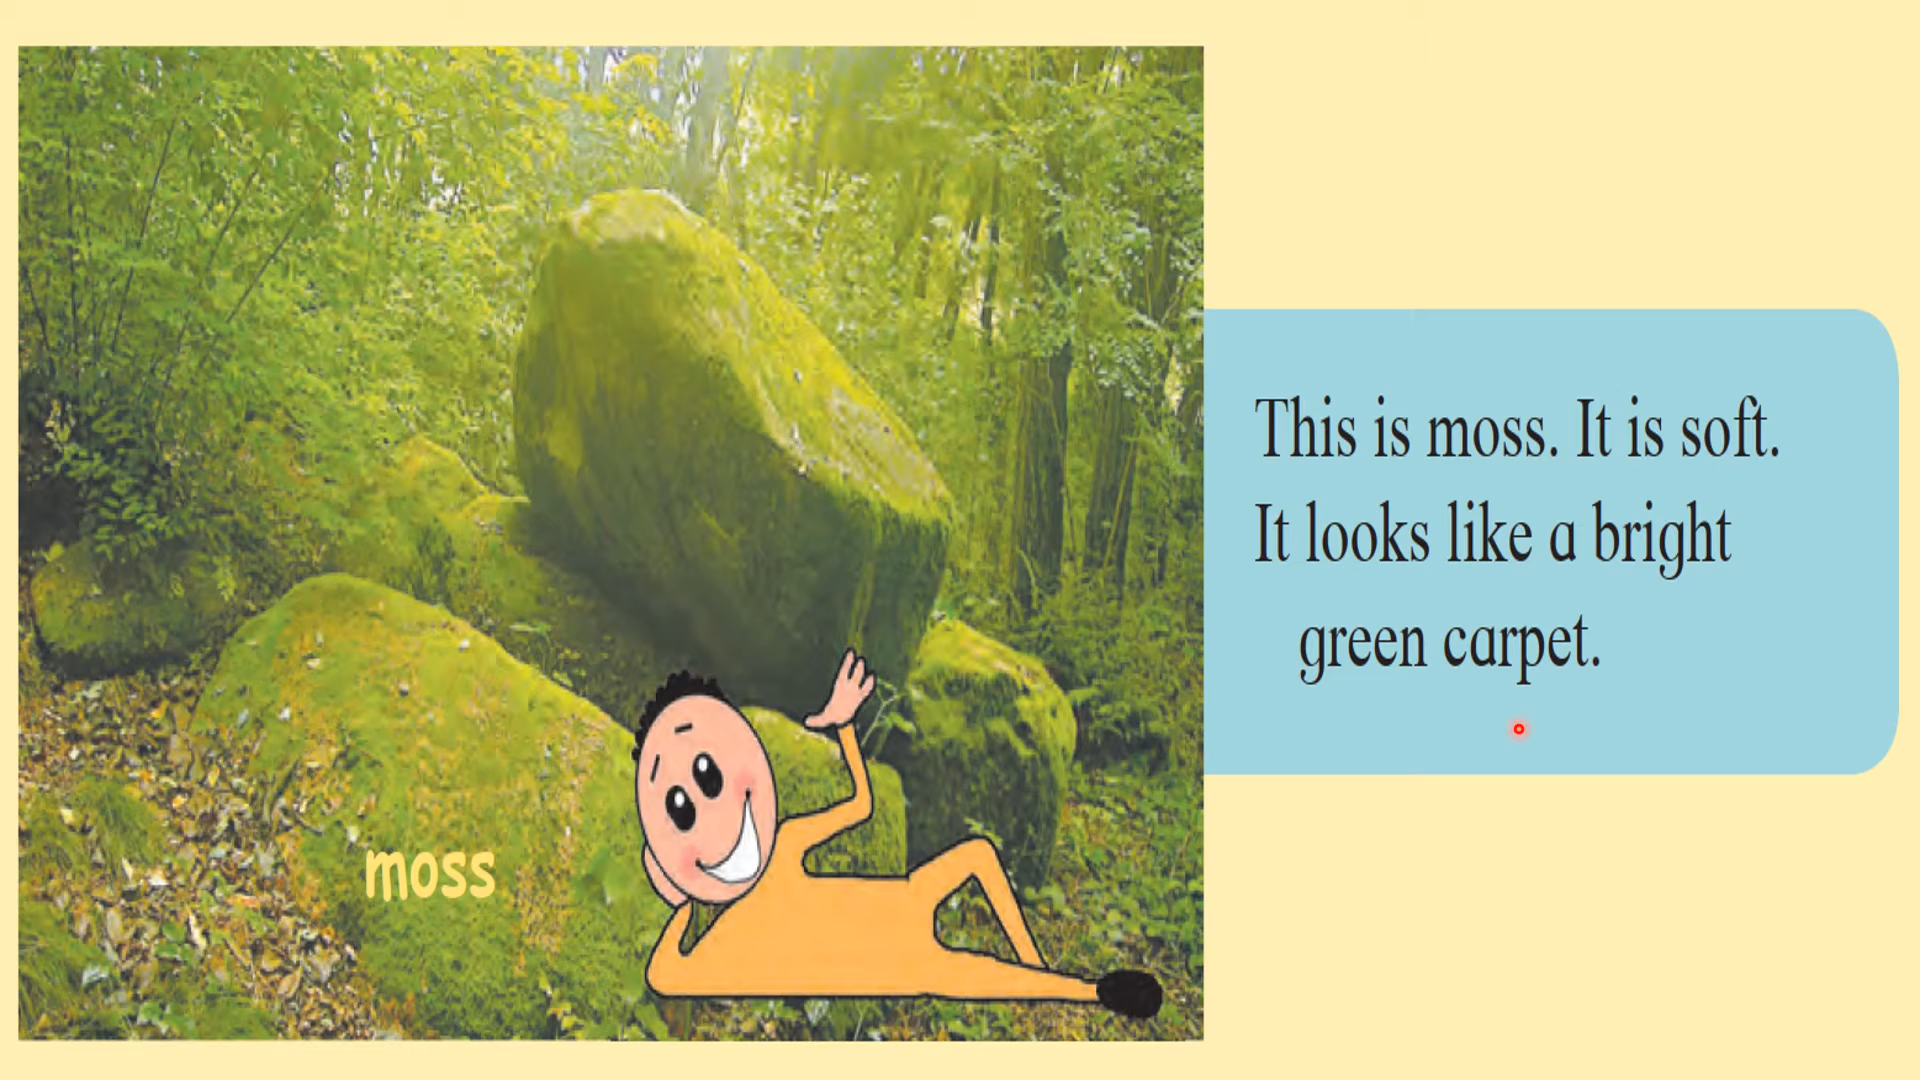 This is moss. It is soft.
It looks like a bright
green carpet.
moss